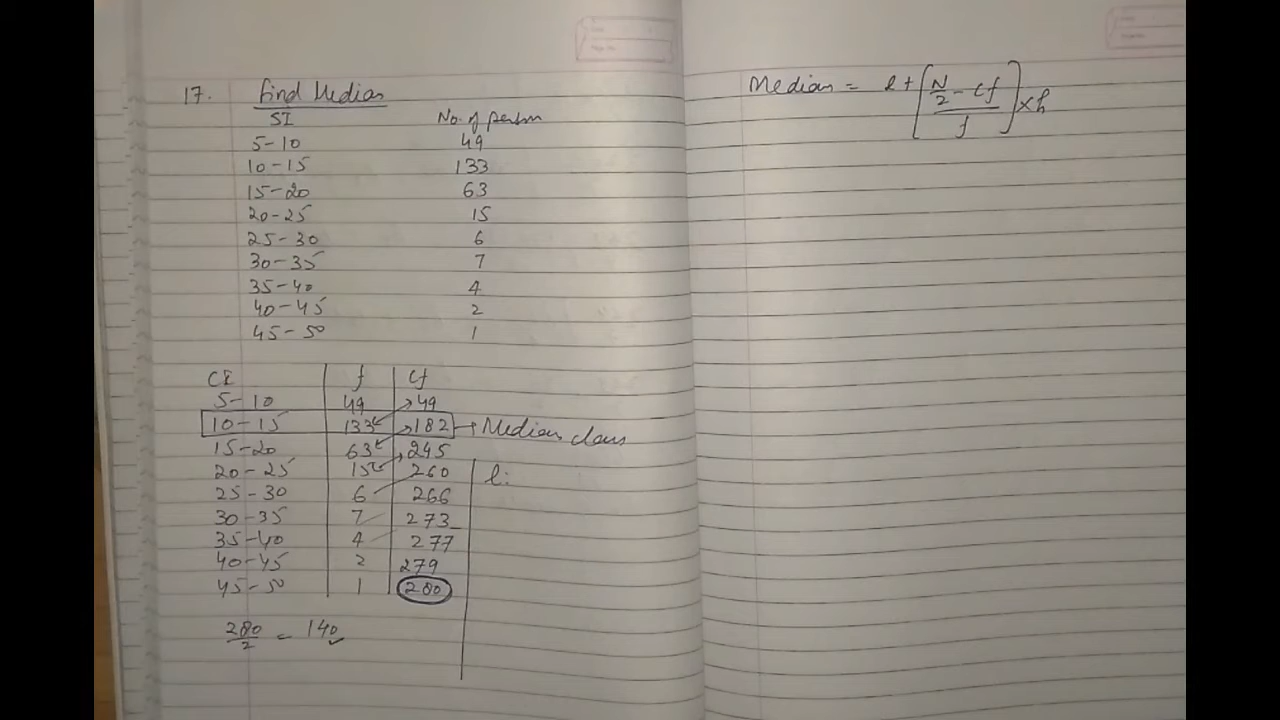 17. Find Median
SI No. of person
5-10 49
10-15 133
15-20 63
20-25 15
25-30 6
30-35 7
35-40 4
40-45 2
45-50 1
CI f Cf
5-10 49 49
10-15 133 182 → Median class
15-20 63 245
20-25 15 260
25-30 6 266
30-35 7 273
35-40 4 277
40-45 2 279
45-50 1 280
l:
280/2 = 140
Median = l + [N/2 - Cf / f] × h